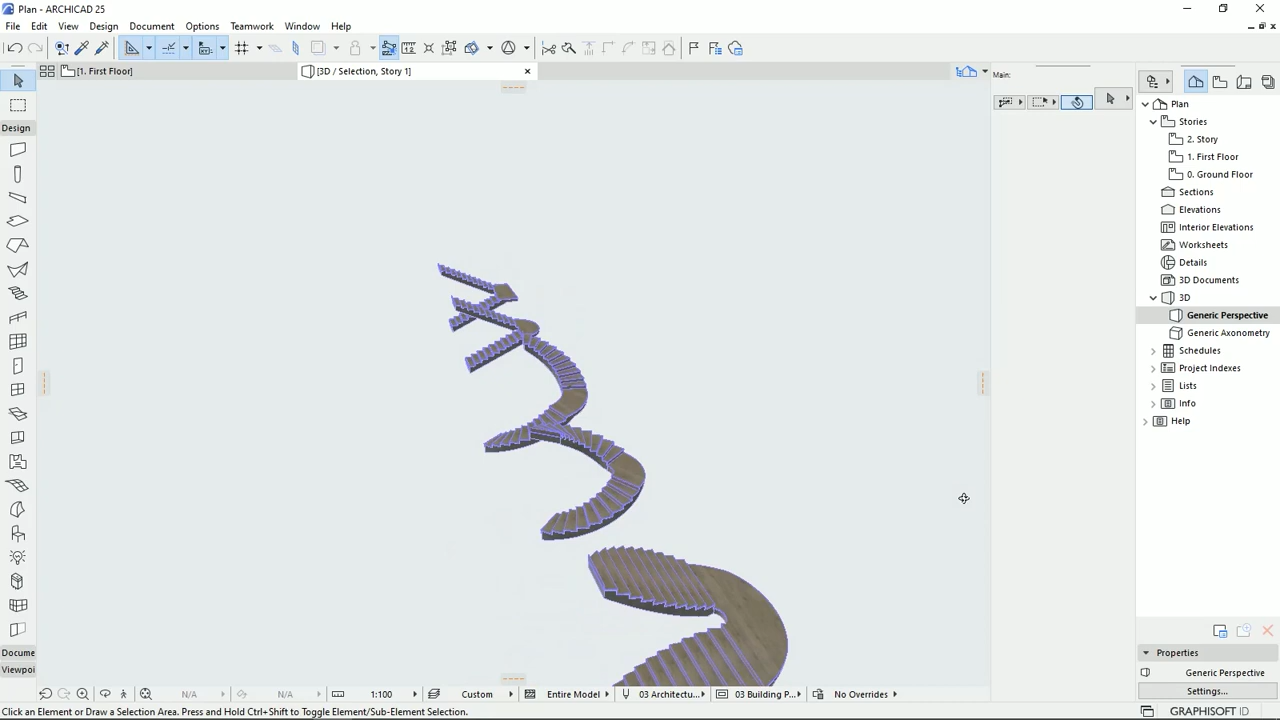 Plan - ARCHICAD 25
File Edit View Design Document Options Teamwork Window Help
[1. First Floor]
[3D / Selection, Story 1]
Main:
Design
Docume
Viewpoi
Plan
Stories
2. Story
1. First Floor
0. Ground Floor
Sections
Elevations
Interior Elevations
Worksheets
Details
3D Documents
3D
Generic Perspective
Generic Axonometry
Schedules
Project Indexes
Lists
Info
Help
Properties
Generic Perspective
Settings...
N/A N/A 1:100 Custom Entire Model 03 Architectu... 03 Building P... No Overrides
Click an Element or Draw a Selection Area. Press and Hold Ctrl+Shift to Toggle Element/Sub-Element Selection.
GRAPHISOFT ID